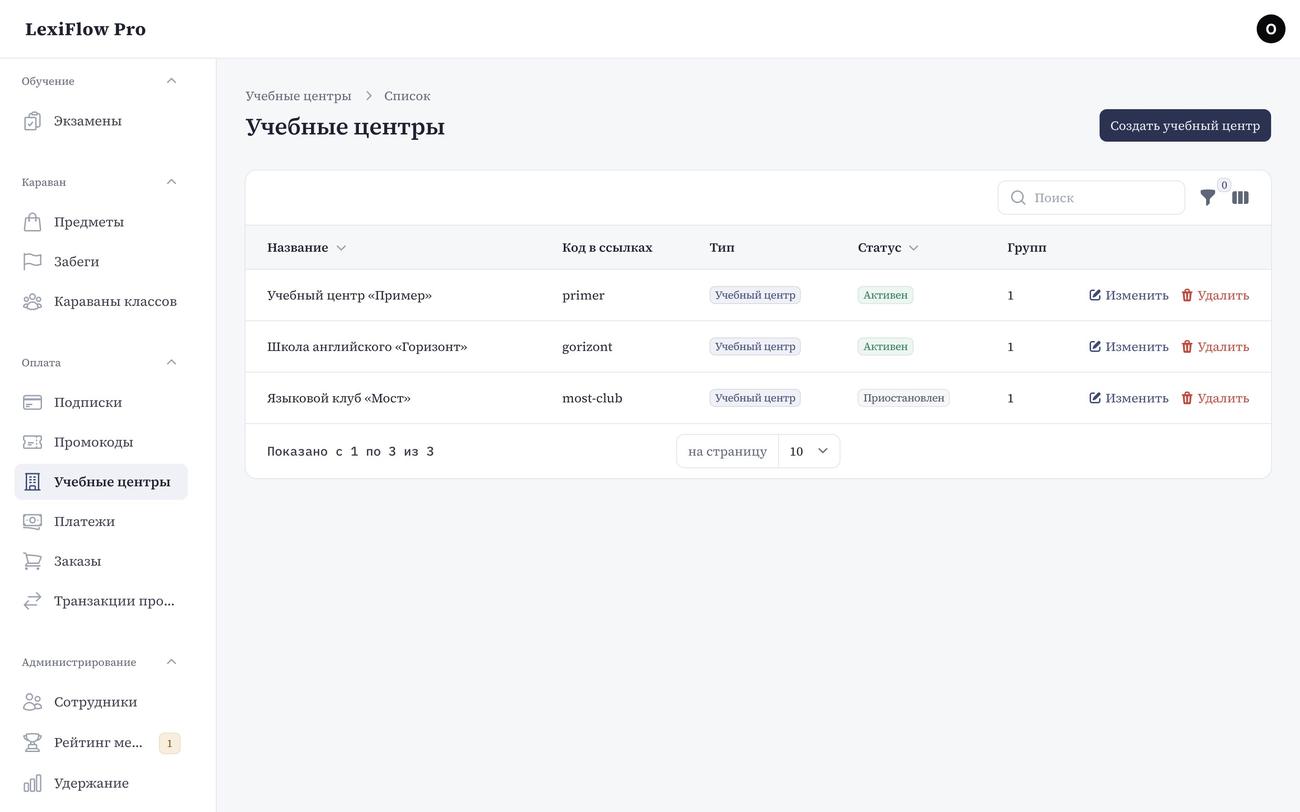 LexiFlow Pro
O
Обучение
Экзамены
Караван
Предметы
Забеги
Караваны классов
Оплата
Подписки
Промокоды
Учебные центры
Платежи
Заказы
Транзакции про...
Администрирование
Сотрудники
Рейтинг ме... 1
Удержание
Учебные центры Список
Учебные центры
Создать учебный центр
Поиск 0
Название Код в ссылках Тип Статус Групп
Учебный центр «Пример» primer Учебный центр Активен 1 Изменить Удалить
Школа английского «Горизонт» gorizont Учебный центр Активен 1 Изменить Удалить
Языковой клуб «Мост» most-club Учебный центр Приостановлен 1 Изменить Удалить
Показано с 1 по 3 из 3 на страницу 10